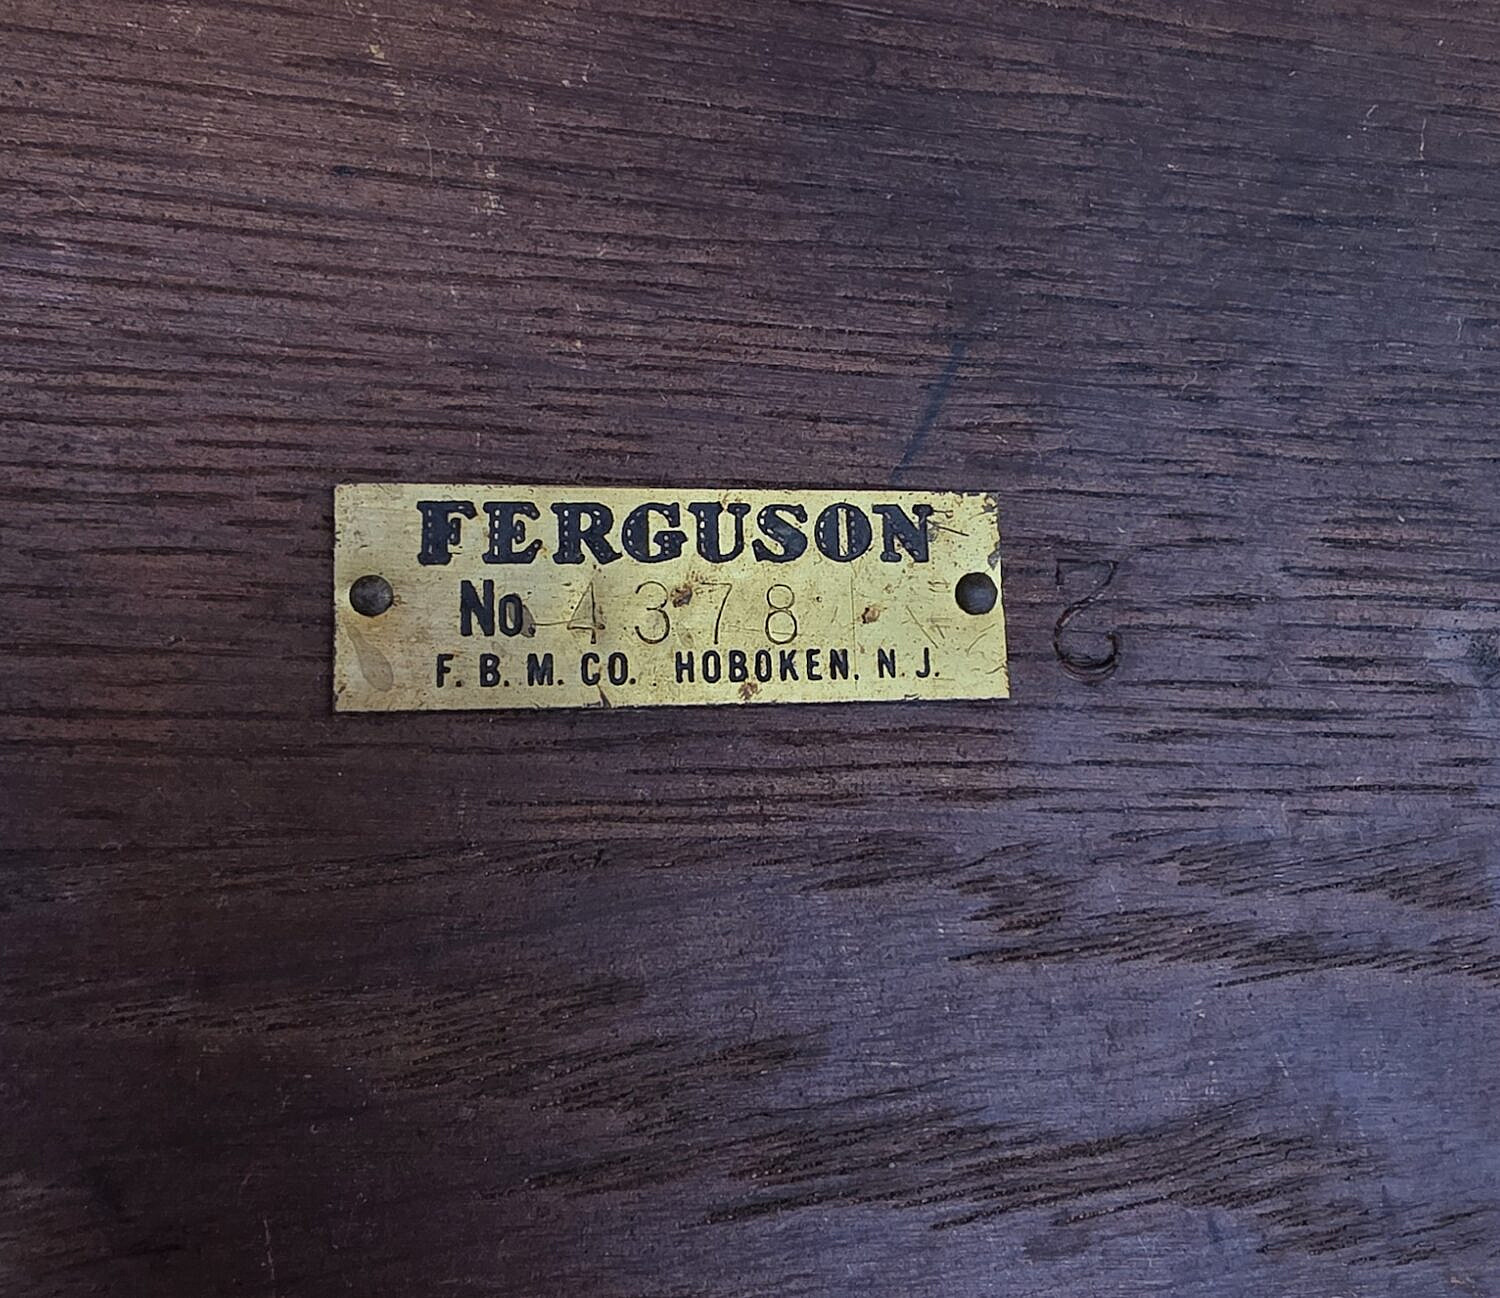 FERGUSON
No. 4378
F. B. M. CO. HOBOKEN, N. J.
2